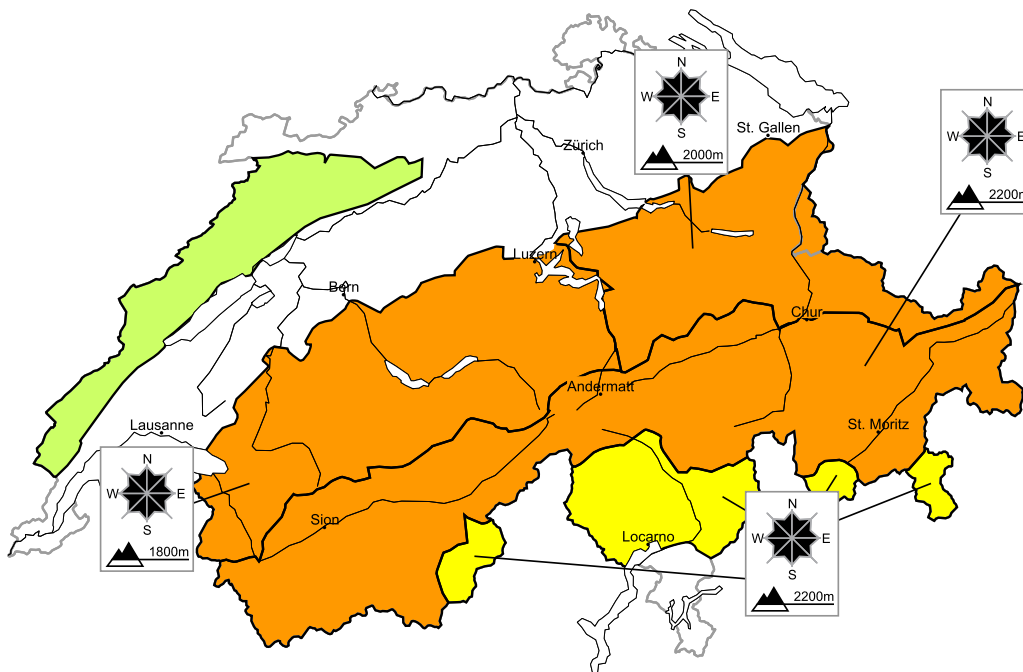 N
W E
S
2000m
N
W E
S
2200m
St. Gallen
Zürich
Luzern
Bern
Chur
Andermatt
St. Moritz
Lausanne
N
W E
S
1800m
Sion
Locarno
N
W E
S
2200m